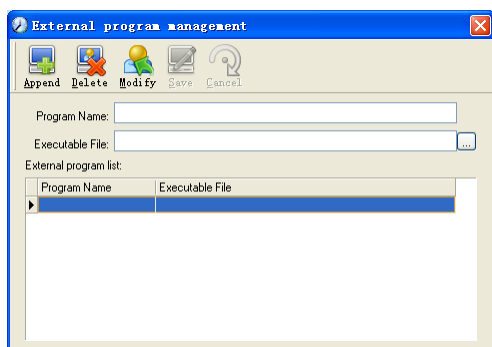 External program management
Append Delete Modify Save Cancel
Program Name:
Executable File: ...
External program list:
Program Name Executable File